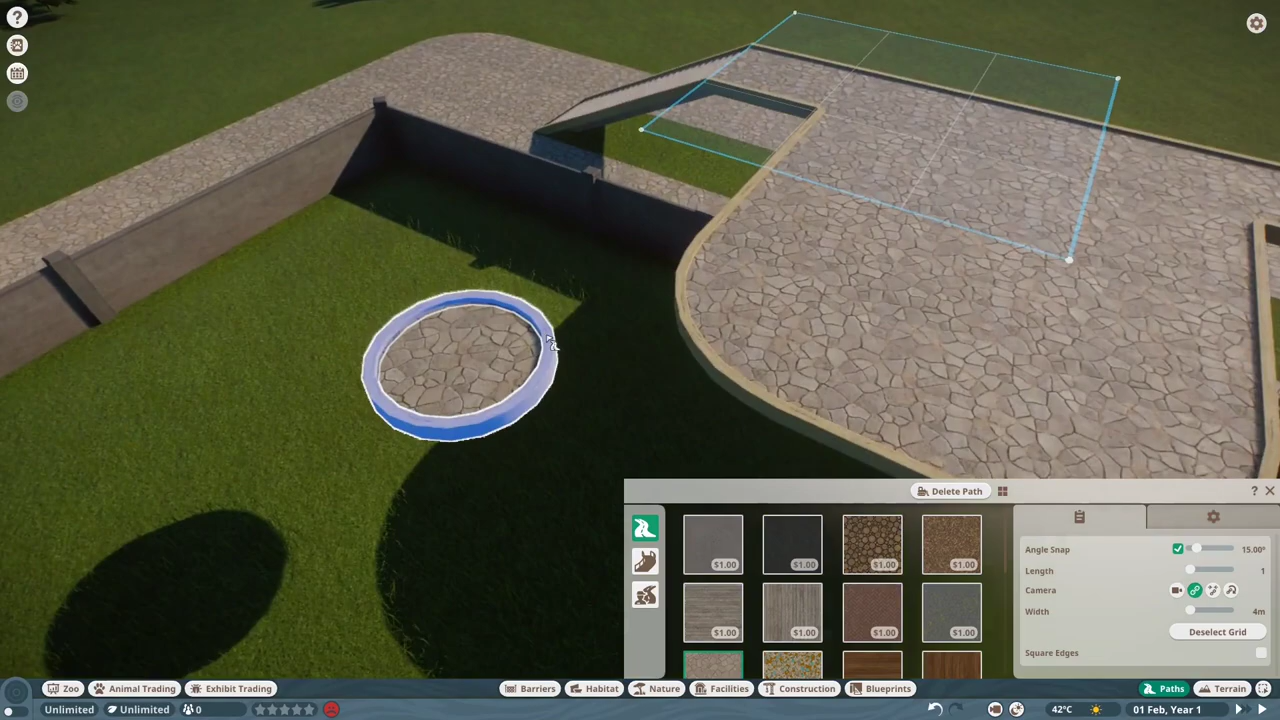 ?
Delete Path
? ×
$1.00 $1.00 $1.00 $1.00
$1.00 $1.00 $1.00 $1.00
Angle Snap 15.00°
Length 1
Camera
Width 4m
Deselect Grid
Square Edges
Zoo Animal Trading Exhibit Trading Barriers Habitat Nature Facilities Construction Blueprints Paths Terrain
Unlimited Unlimited 0 42°C 01 Feb, Year 1